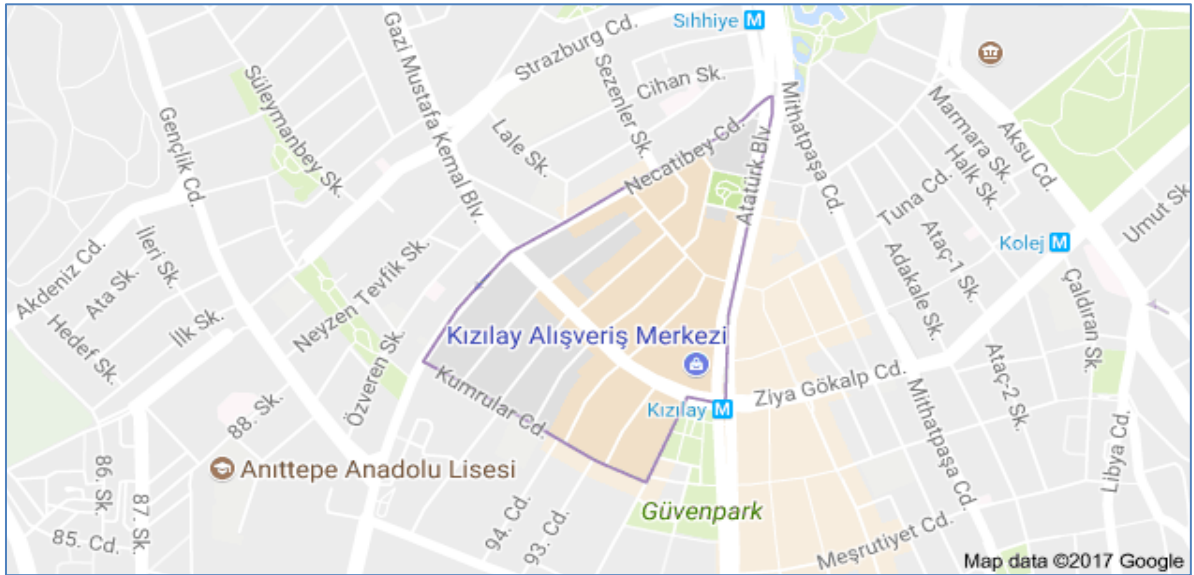 Sıhhiye M
Gazi Mustafa Kemal Blv.
Strazburg Cd.
Cihan Sk.
Sezenler Sk.
Süleymanbey Sk.
Gençlik Cd.
Lale Sk.
Necatibey Cd.
Atatürk Blv.
Mithatpaşa Cd.
Marmara Sk.
Aksu Cd.
Halk Sk.
Tuna Cd.
Umut Sk.
Kolej M
Ataç-1 Sk.
Adakale Sk.
Çaldıran Sk.
Akdeniz Cd.
İleri Sk.
Ata Sk.
Neyzen Tevfik Sk.
Hedef Sk.
İlk Sk.
Kızılay Alışveriş Merkezi
Özveren Sk.
Kumrular Cd.
Kızılay M
Ziya Gökalp Cd.
Ataç-2 Sk.
Mithatpaşa Cd.
88. Sk.
Anıttepe Anadolu Lisesi
86. Sk.
87. Sk.
85. Cd.
94. Cd.
93. Cd.
Güvenpark
Libya Cd.
Meşrutiyet Cd.
Map data ©2017 Google